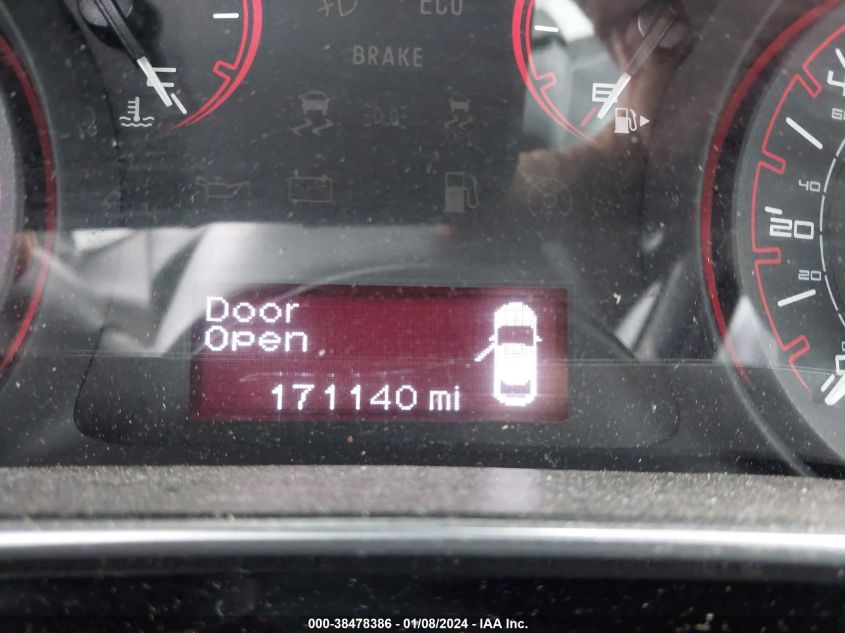 ECO
BRAKE
E
E
40
20
20
Door
Open
171140 mi
000-38478386 - 01/08/2024 - IAA Inc.